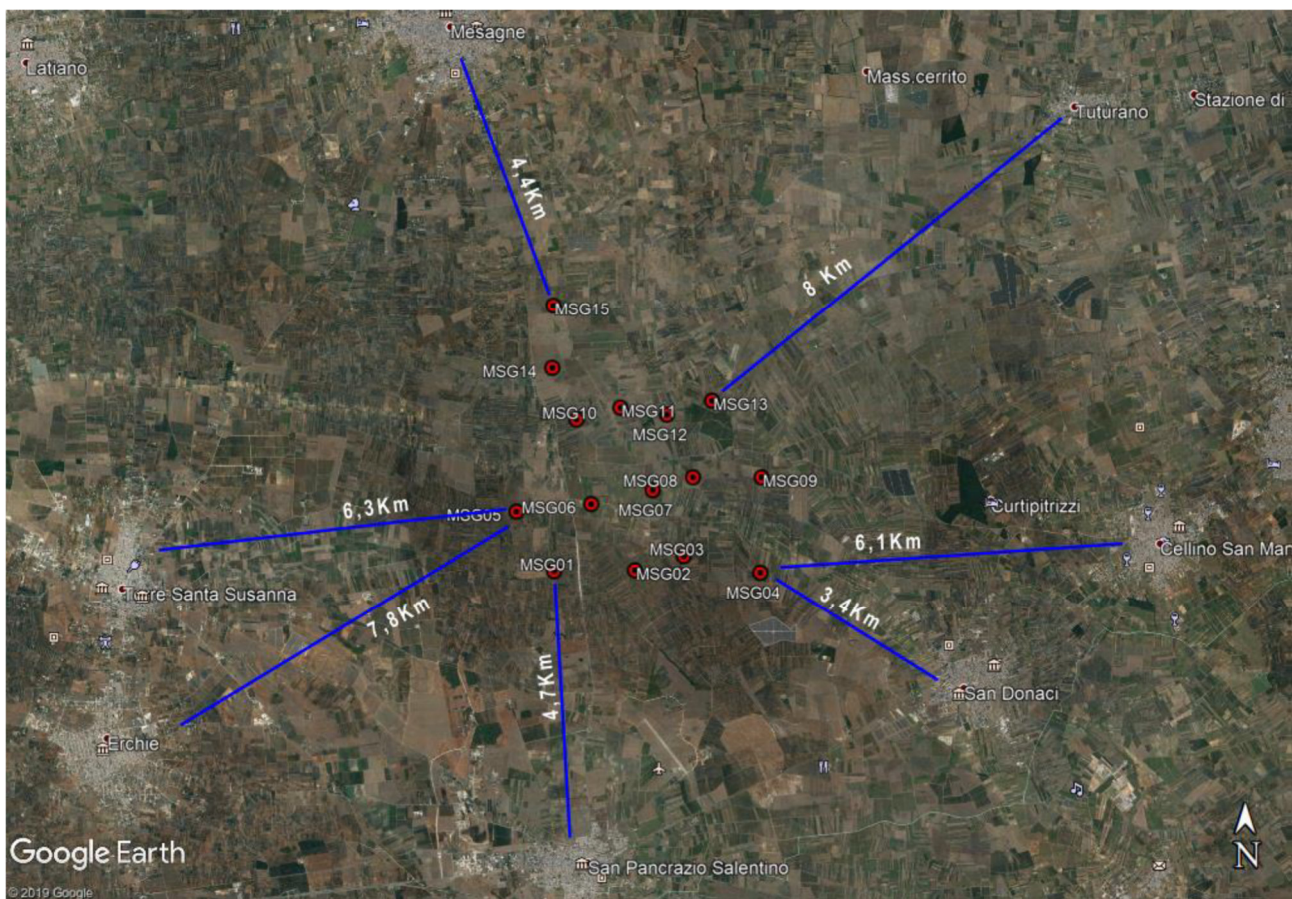 Mesagne
Latiano
Mass.cerrito
Stazione di
Tuturano
4,4Km
8 Km
MSG15
MSG14
MSG13
MSG11
MSG10
MSG12
MSG08
MSG09
6,3Km
MSG06
MSG05
MSG07
Curtipitrizzi
6,1Km
Cellino San Mar
MSG03
MSG01
MSG02
MSG04
Torre Santa Susanna
3,4Km
7,8Km
4,7Km
San Donaci
Erchie
Google Earth
N
San Pancrazio Salentino
© 2019 Google